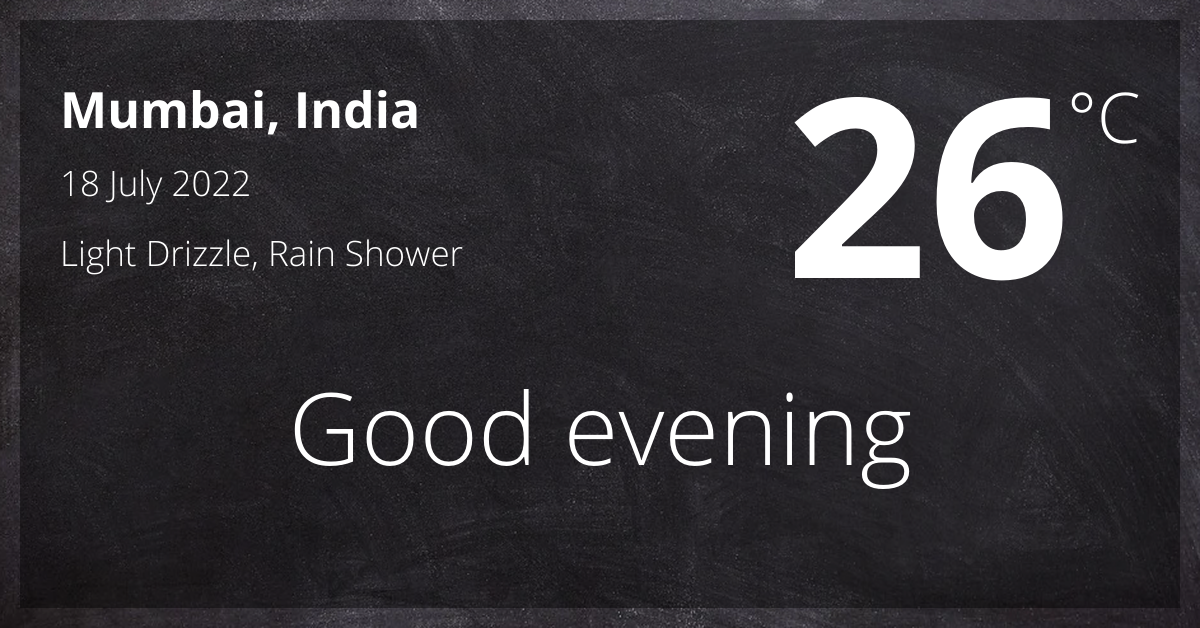 Mumbai, India
18 July 2022
Light Drizzle, Rain Shower
26 °C
Good evening